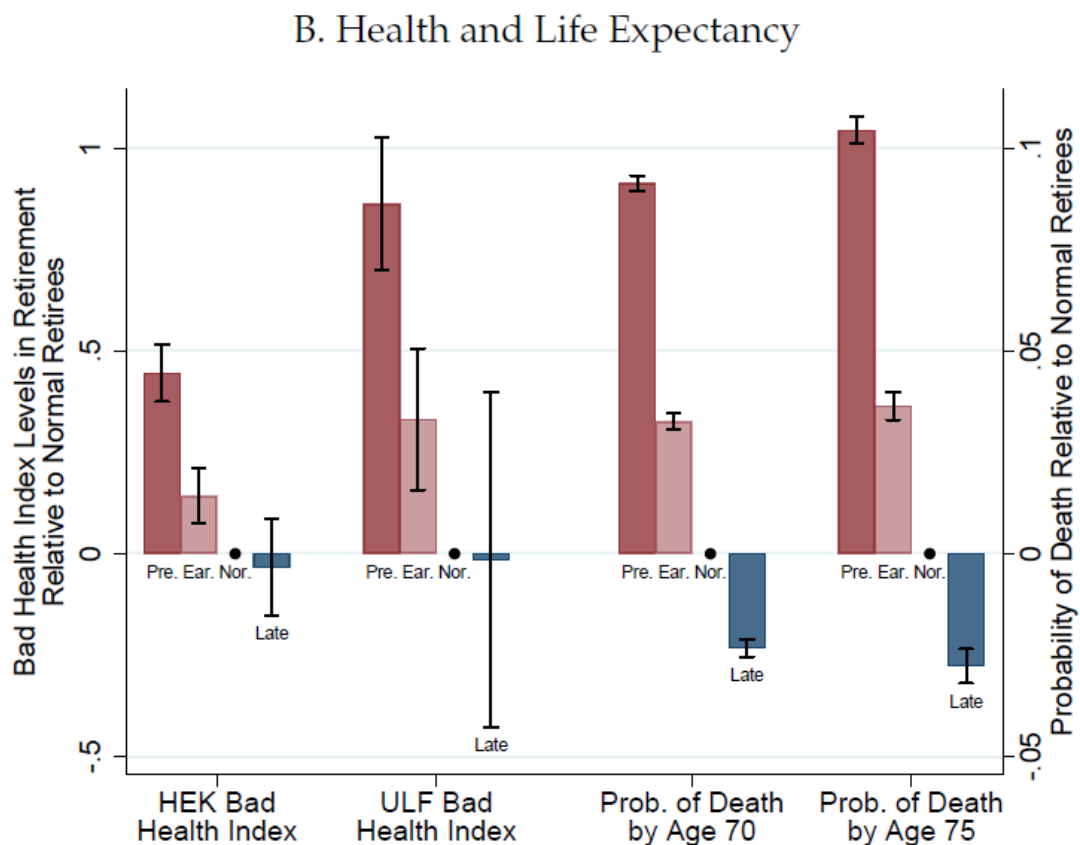 B. Health and Life Expectancy
Bad Health Index Levels in Retirement
Relative to Normal Retirees
1
.5
0
-.5
Pre. Ear. Nor.
Late
Pre. Ear. Nor.
Late
Pre. Ear. Nor.
Late
Pre. Ear. Nor.
Late
.1
.05
0
-.05
Probability of Death Relative to Normal Retirees
HEK Bad
Health Index
ULF Bad
Health Index
Prob. of Death
by Age 70
Prob. of Death
by Age 75